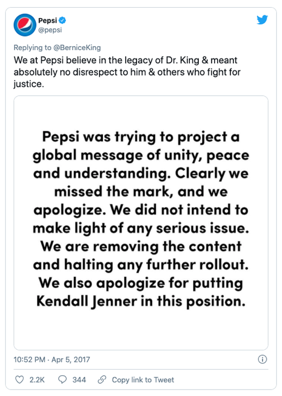 Pepsi
@pepsi
Replying to @BerniceKing
We at Pepsi believe in the legacy of Dr. King & meant
absolutely no disrespect to him & others who fight for
justice.
Pepsi was trying to project a
global message of unity, peace
and understanding. Clearly we
missed the mark, and we
apologize. We did not intend to
make light of any serious issue.
We are removing the content
and halting any further rollout.
We also apologize for putting
Kendall Jenner in this position.
10:52 PM · Apr 5, 2017
2.2K 344 Copy link to Tweet